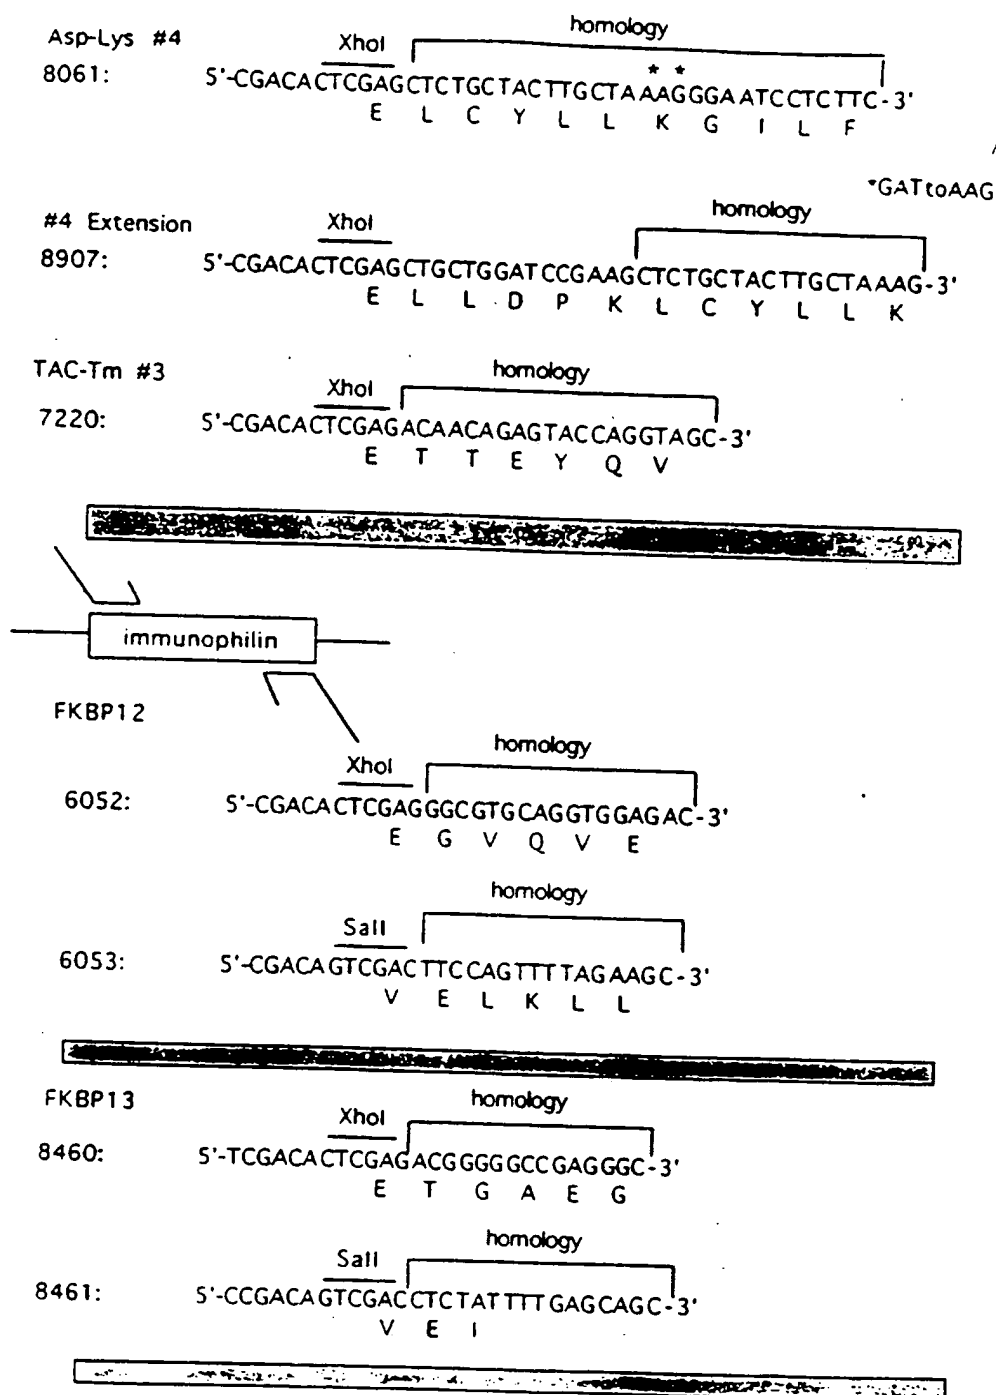 homology
Asp-Lys #4 XhoI
* *
8061: 5'-CGACACTCGAGCTCTGCTACTTGCTAAAGGGAATCCTCTTC-3'
E L C Y L L K G I L F
*GATtoAAG
homology
#4 Extension XhoI
8907: 5'-CGACACTCGAGCTGCTGGATCCGAAGCTCTGCTACTTGCTAAAG-3'
E L L D P K L C Y L L K
TAC-Tm #3 XhoI homology
7220: 5'-CGACACTCGAGACAACAGAGTACCAGGTAGC-3'
E T T E Y Q V
immunophilin
FKBP12
XhoI homology
6052: 5'-CGACACTCGAGGGCGTGCAGGTGGAGAC-3'
E G V Q V E
homology
SalI
6053: 5'-CGACAGTCGACTTCCAGTTTTAGAAGC-3'
V E L K L L
FKBP13
XhoI homology
8460: 5'-TCGACACTCGAGACGGGGGCCGAGGGC-3'
E T G A E G
homology
SalI
8461: 5'-CCGACAGTCGACCTCTATTTTGAGCAGC-3'
V E I